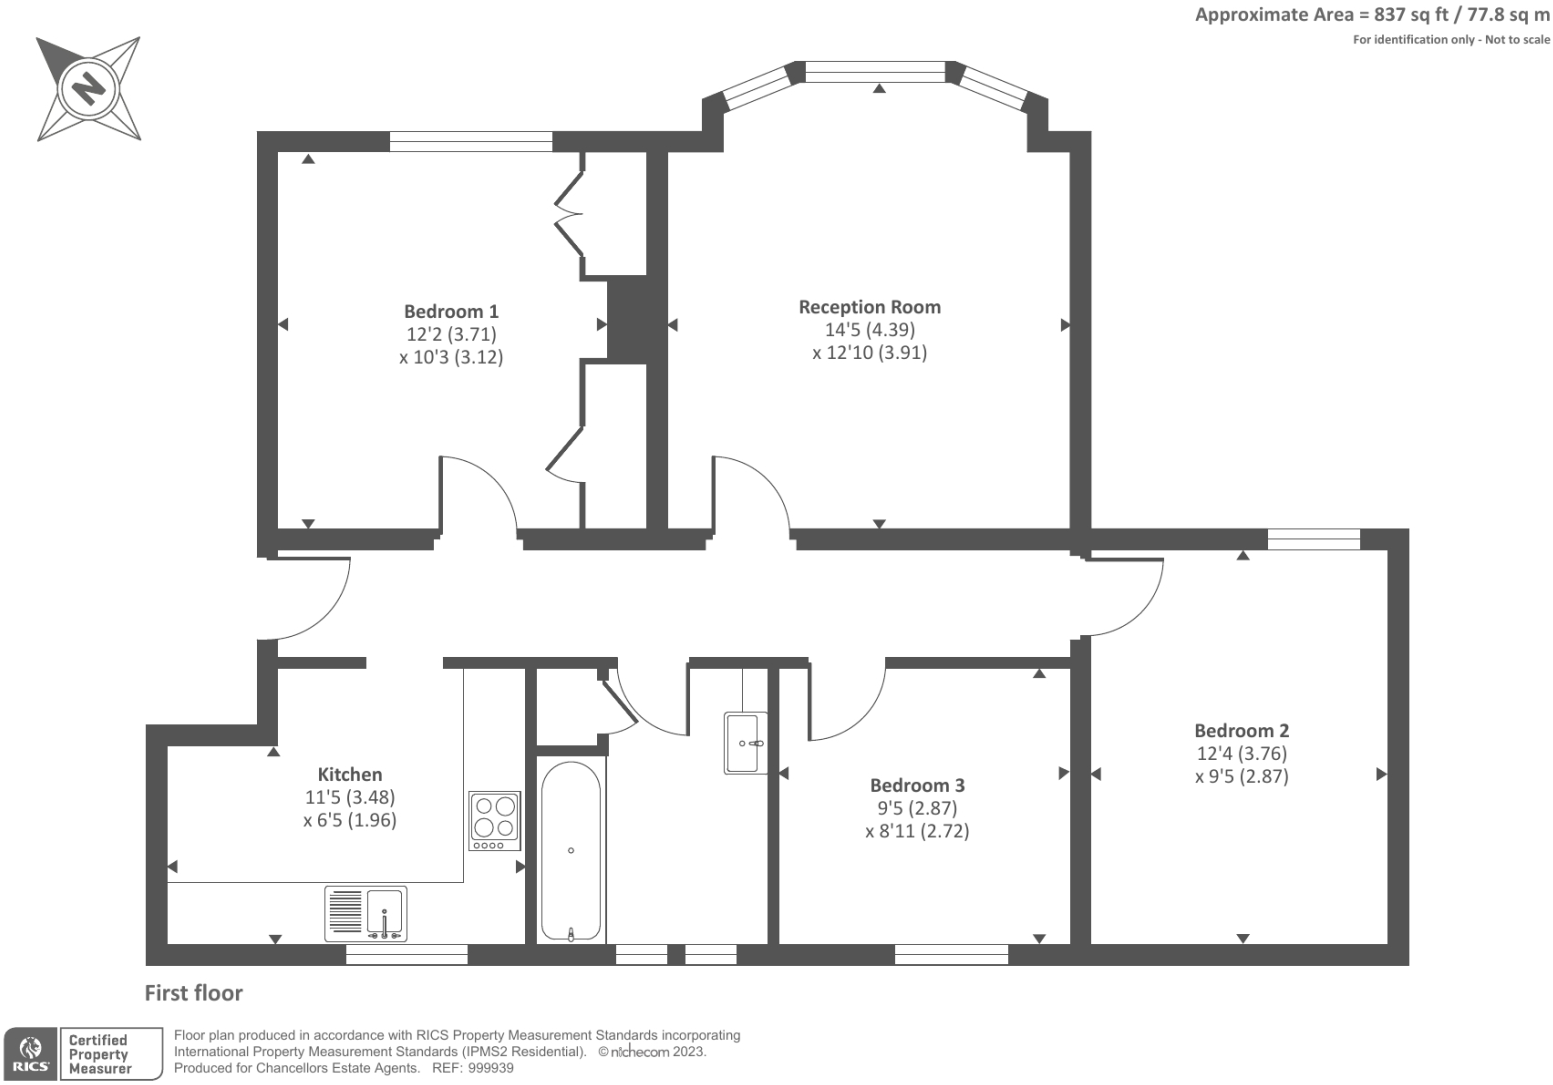 Approximate Area = 837 sq ft / 77.8 sq m
For identification only - Not to scale
N
Bedroom 1
12'2 (3.71)
x 10'3 (3.12)
Reception Room
14'5 (4.39)
x 12'10 (3.91)
Bedroom 2
12'4 (3.76)
x 9'5 (2.87)
Kitchen
11'5 (3.48)
x 6'5 (1.96)
Bedroom 3
9'5 (2.87)
x 8'11 (2.72)
First floor
RICS
Certified
Property
Measurer
Floor plan produced in accordance with RICS Property Measurement Standards incorporating
International Property Measurement Standards (IPMS2 Residential). © nichecom 2023.
Produced for Chancellors Estate Agents. REF: 999939